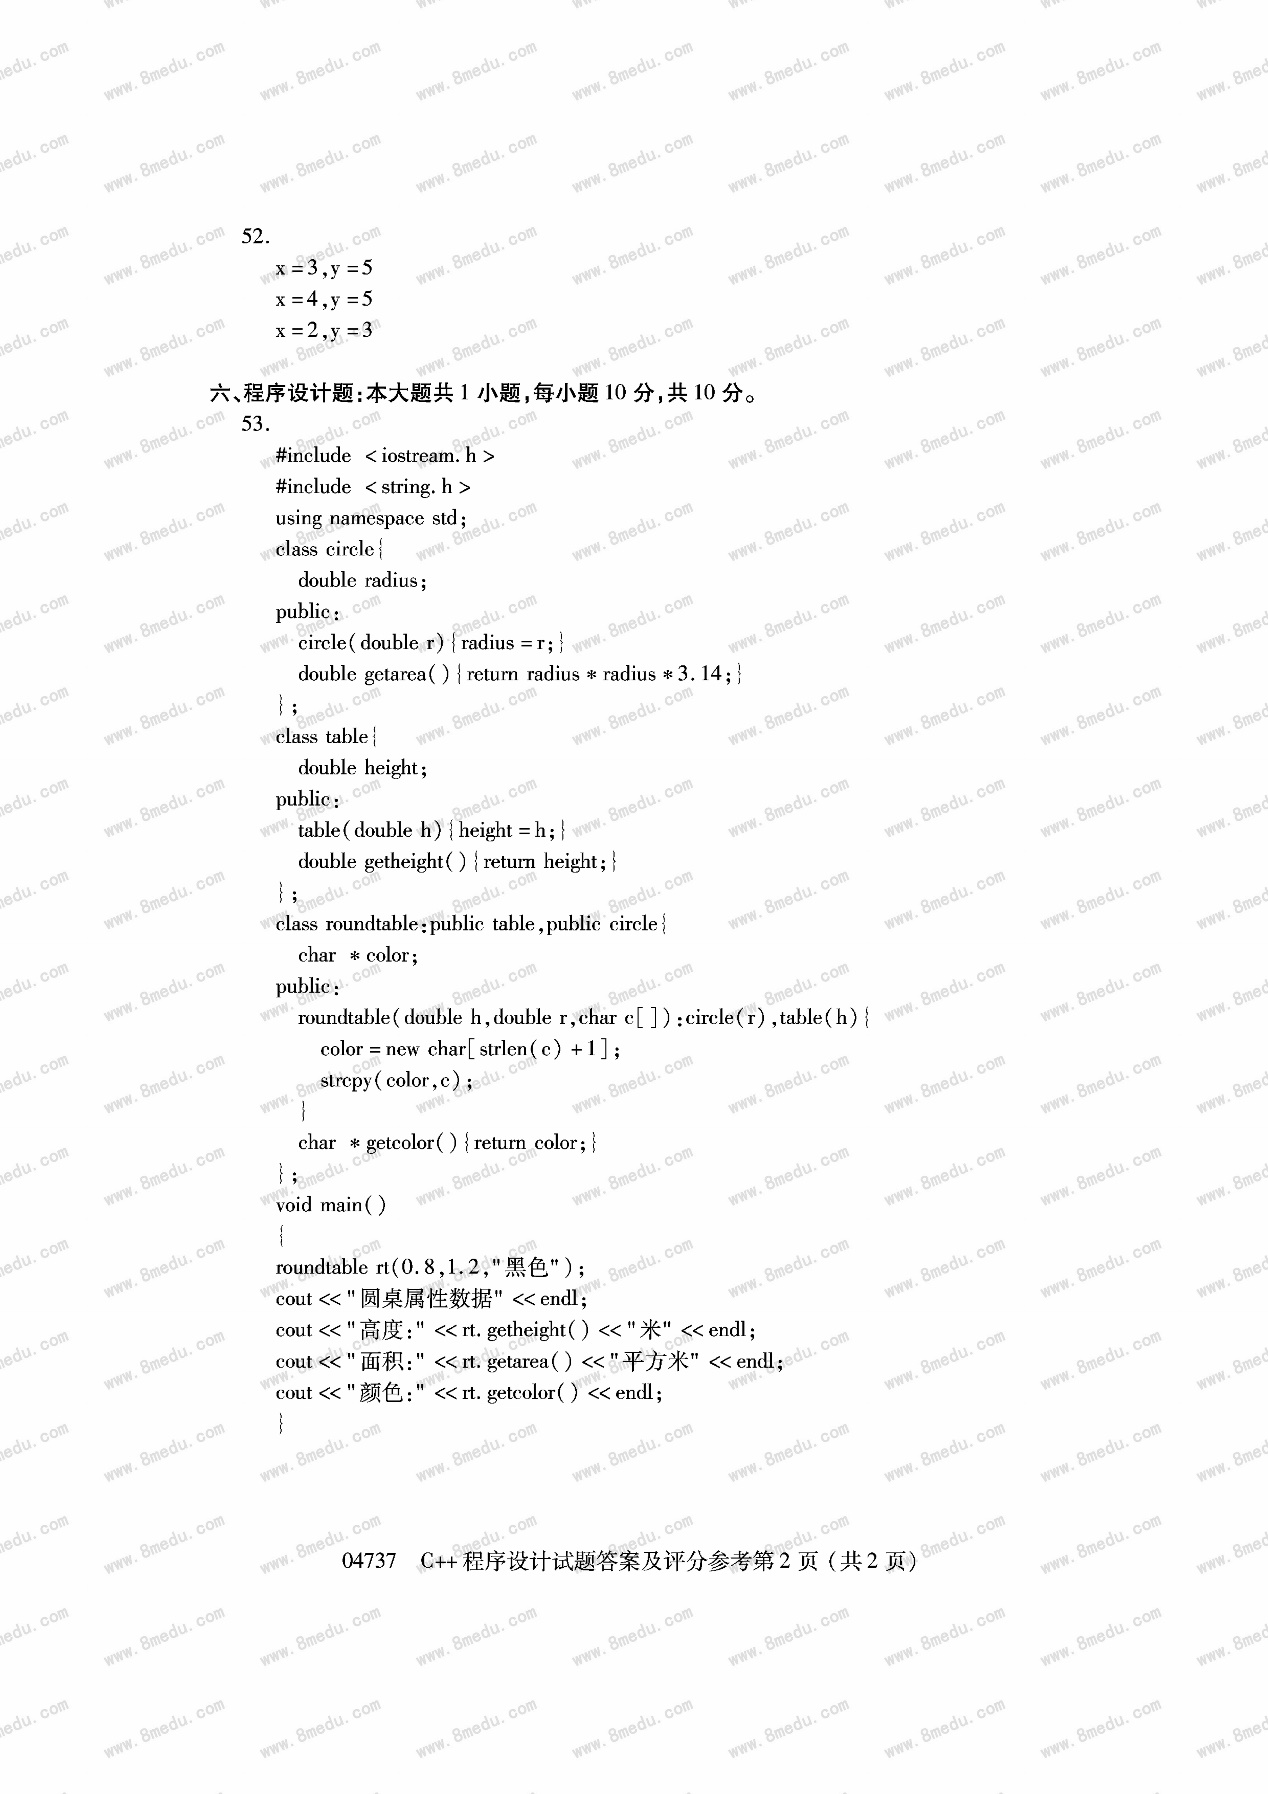 52.
x=3,y=5
x=4,y=5
x=2,y=3
六、程序设计题:本大题共1小题,每小题10分,共10分。
53.
#include <iostream.h>
#include <string.h>
using namespace std;
class circle{
double radius;
public:
circle(double r){radius=r;}
double getarea(){return radius*radius*3.14;}
};
class table{
double height;
public:
table(double h){height=h;}
double getheight(){return height;}
};
class roundtable:public table,public circle{
char *color;
public:
roundtable(double h,double r,char c[]):circle(r),table(h){
color=new char[strlen(c)+1];
strcpy(color,c);
}
char *getcolor(){return color;}
};
void main()
{
roundtable rt(0.8,1.2,"黑色");
cout<<"圆桌属性数据"<<endl;
cout<<"高度:"<<rt.getheight()<<"米"<<endl;
cout<<"面积:"<<rt.getarea()<<"平方米"<<endl;
cout<<"颜色:"<<rt.getcolor()<<endl;
}
04737 C++程序设计试题答案及评分参考第2页(共2页)
www.8medu.com